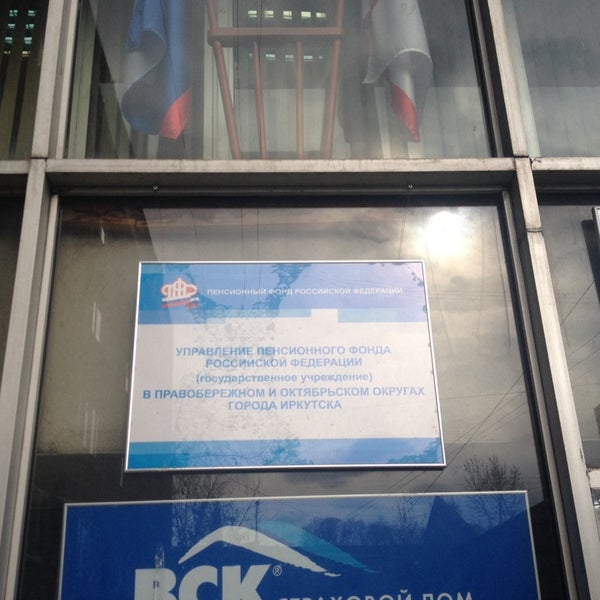 ПФР ПЕНСИОННЫЙ ФОНД РОССИЙСКОЙ ФЕДЕРАЦИИ
УПРАВЛЕНИЕ ПЕНСИОННОГО ФОНДА
РОССИЙСКОЙ ФЕДЕРАЦИИ
(государственное учреждение)
В ПРАВОБЕРЕЖНОМ И ОКТЯБРЬСКОМ ОКРУГАХ
ГОРОДА ИРКУТСКА
ВСК® СТРАХОВОЙ ДОМ